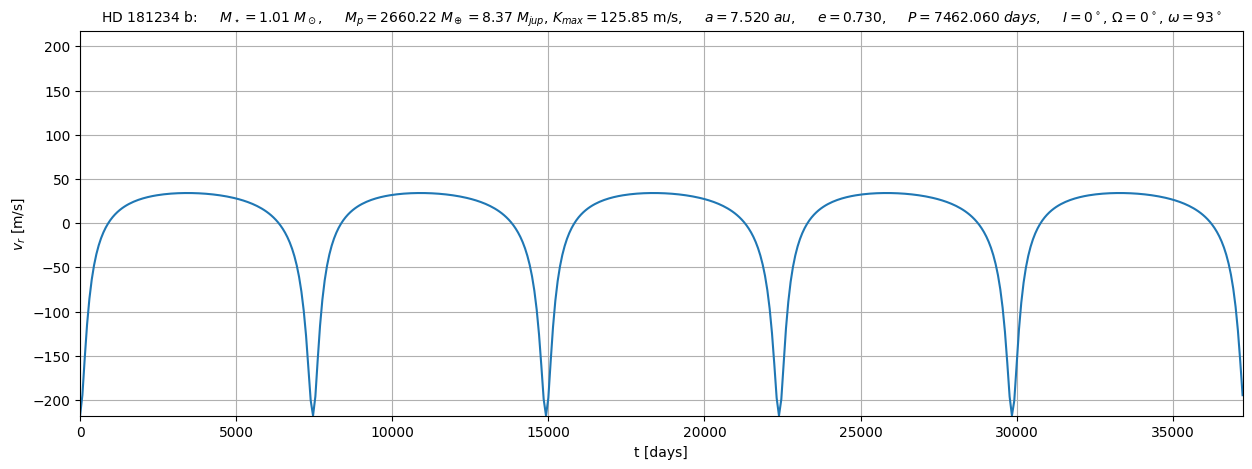 HD 181234 b: M⋆ = 1.01 M⊙, Mp = 2660.22 M⊕ = 8.37 Mjup, Kmax = 125.85 m/s, a = 7.520 au, e = 0.730, P = 7462.060 days, I = 0°, Ω = 0°, ω = 93°
200
150
100
50
0
−50
−100
−150
−200
vr [m/s]
0 5000 10000 15000 20000 25000 30000 35000
t [days]